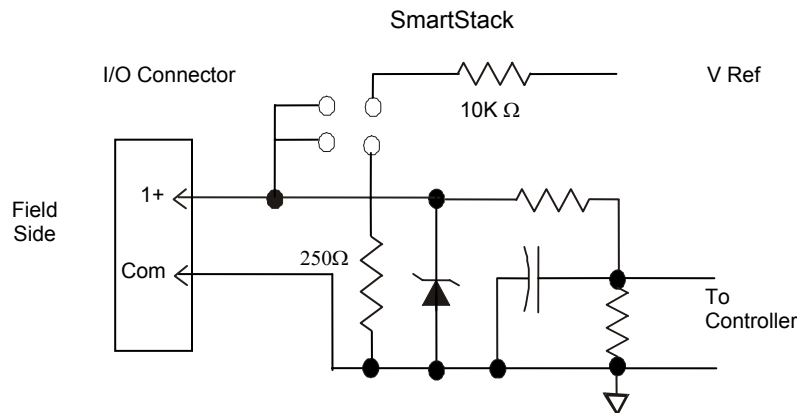 SmartStack
I/O Connector
V Ref
10K Ω
1+
Field
Side
Com
250Ω
To
Controller